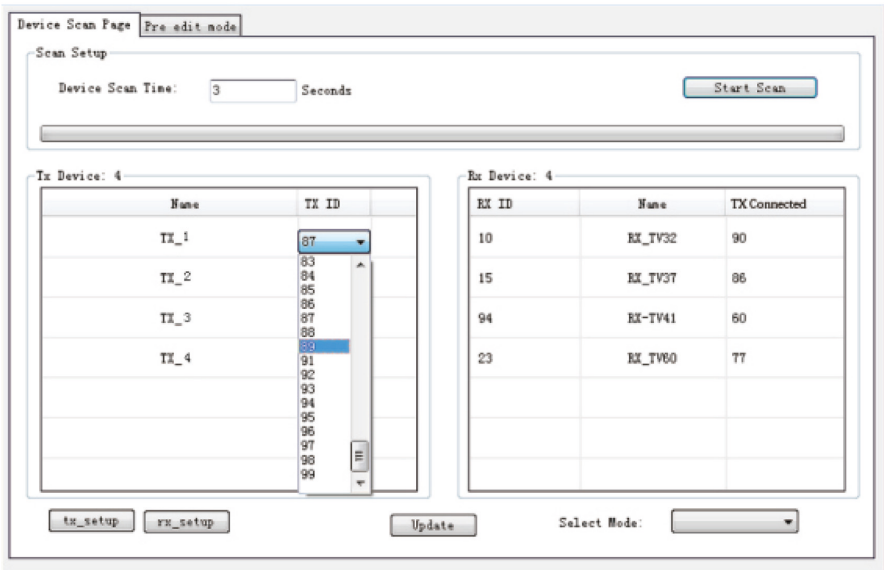 Device Scan Page Pre edit mode
Scan Setup
Device Scan Time: 3 Seconds Start Scan
Tx Device: 4
Name TX ID
TX_1 87
TX_2
TX_3
TX_4
83
84
85
86
87
88
89
91
92
93
94
95
96
97
98
99
Rx Device: 4
RX ID Name TX Connected
10 RX_TV32 90
15 RX_TV37 86
94 RX-TV41 60
23 RX_TV60 77
tx_setup rx_setup Update Select Mode: